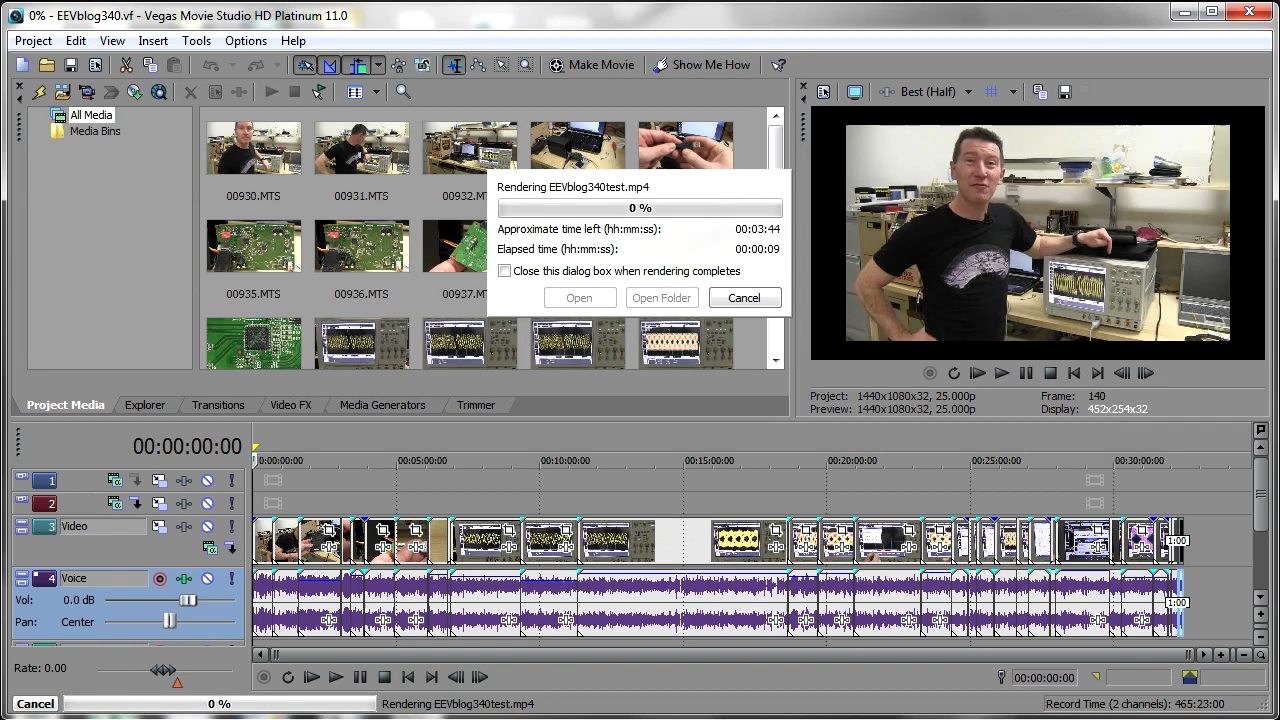 0% - EEVblog340.vf - Vegas Movie Studio HD Platinum 11.0
Project Edit View Insert Tools Options Help
Make Movie Show Me How
All Media
Media Bins
Best (Half)
00930.MTS 00931.MTS 00932.MTS
00935.MTS 00936.MTS 00937.MTS
Rendering EEVblog340test.mp4
0 %
Approximate time left (hh:mm:ss): 00:03:44
Elapsed time (hh:mm:ss): 00:00:09
Close this dialog box when rendering completes
Open Open Folder Cancel
Project Media Explorer Transitions Video FX Media Generators Trimmer
Project: 1440x1080x32, 25.000p Frame: 140
Preview: 1440x1080x32, 25.000p Display: 452x254x32
00:00:00:00
0:00:00:00 00:05:00:00 00:10:00:00 00:15:00:00 00:20:00:00 00:25:00:00 00:30:00:00
1
2
3 Video
1:00
4 Voice
Vol: 0.0 dB
1:00
Pan: Center
Rate: 0.00
00:00:00:00
Cancel 0 % Rendering EEVblog340test.mp4 Record Time (2 channels): 465:23:00